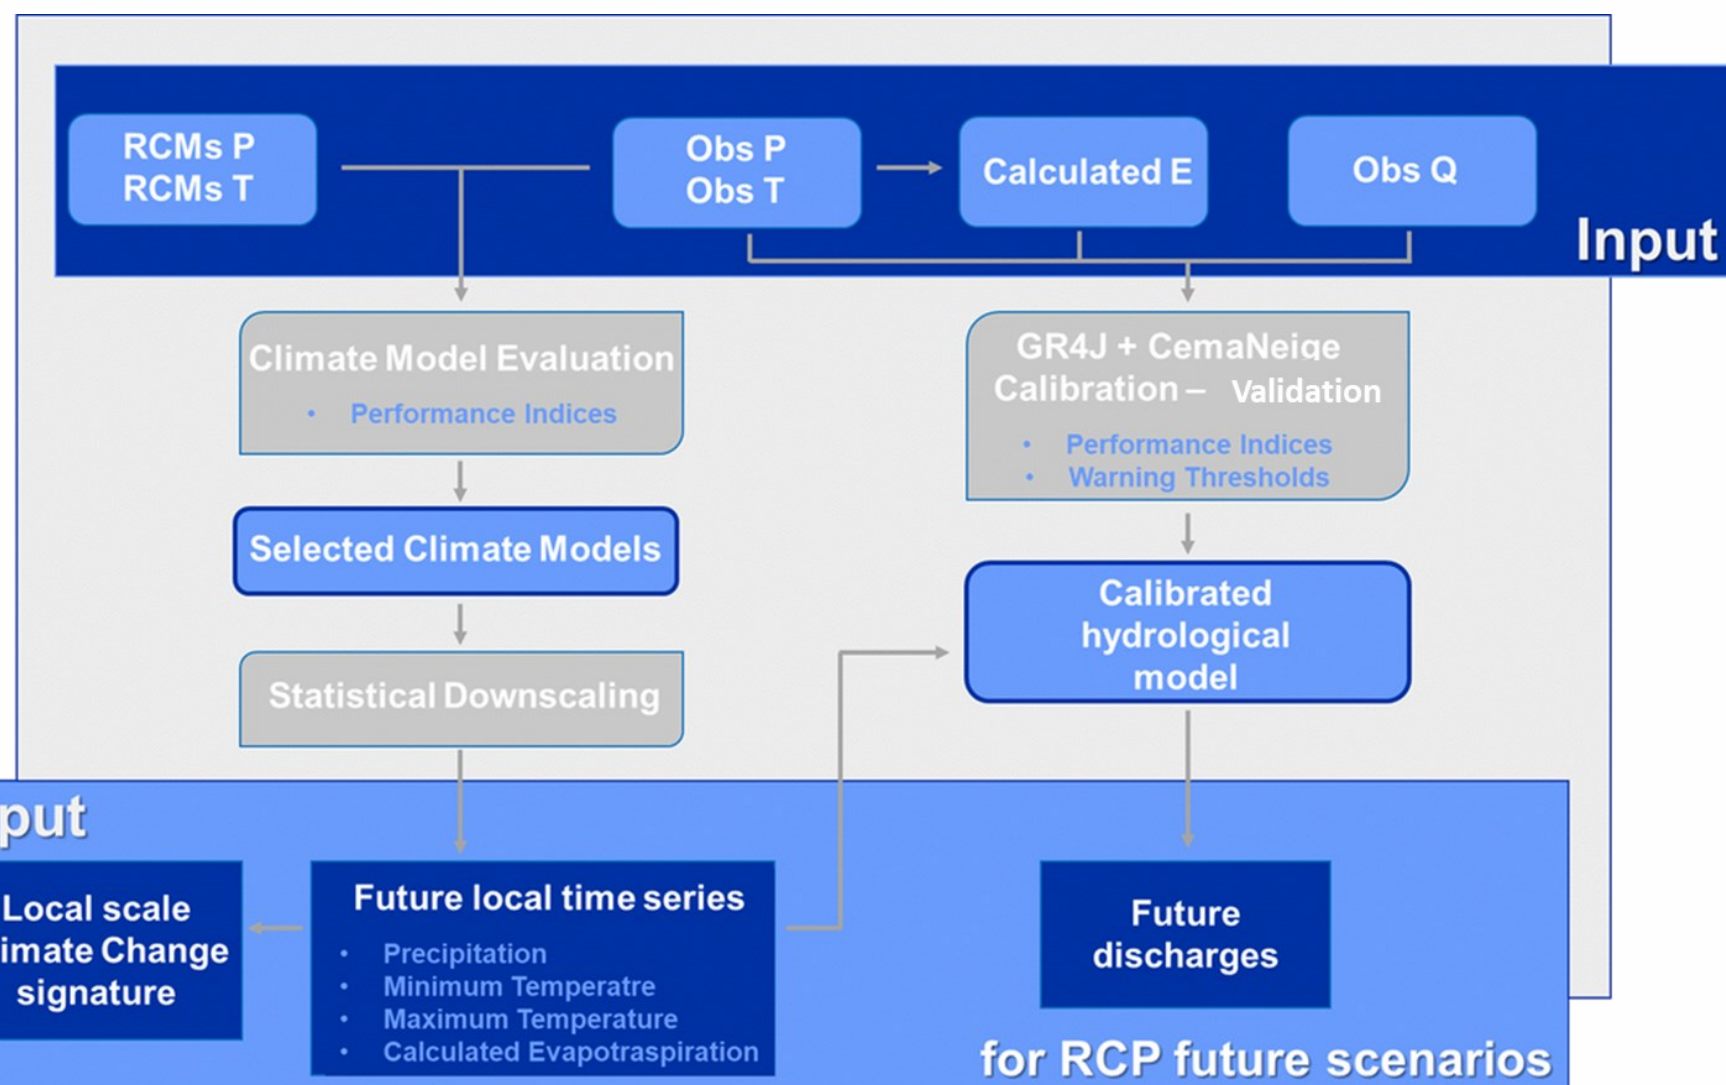 RCMs P
RCMs T
Obs P
Obs T
Calculated E
Obs Q
Input
Climate Model Evaluation
• Performance Indices
GR4J + CemaNeige
Calibration – Validation
• Performance Indices
• Warning Thresholds
Selected Climate Models
Calibrated
hydrological
model
Statistical Downscaling
put
Local scale
imate Change
signature
Future local time series
• Precipitation
• Minimum Temperatre
• Maximum Temperature
• Calculated Evapotraspiration
Future
discharges
for RCP future scenarios